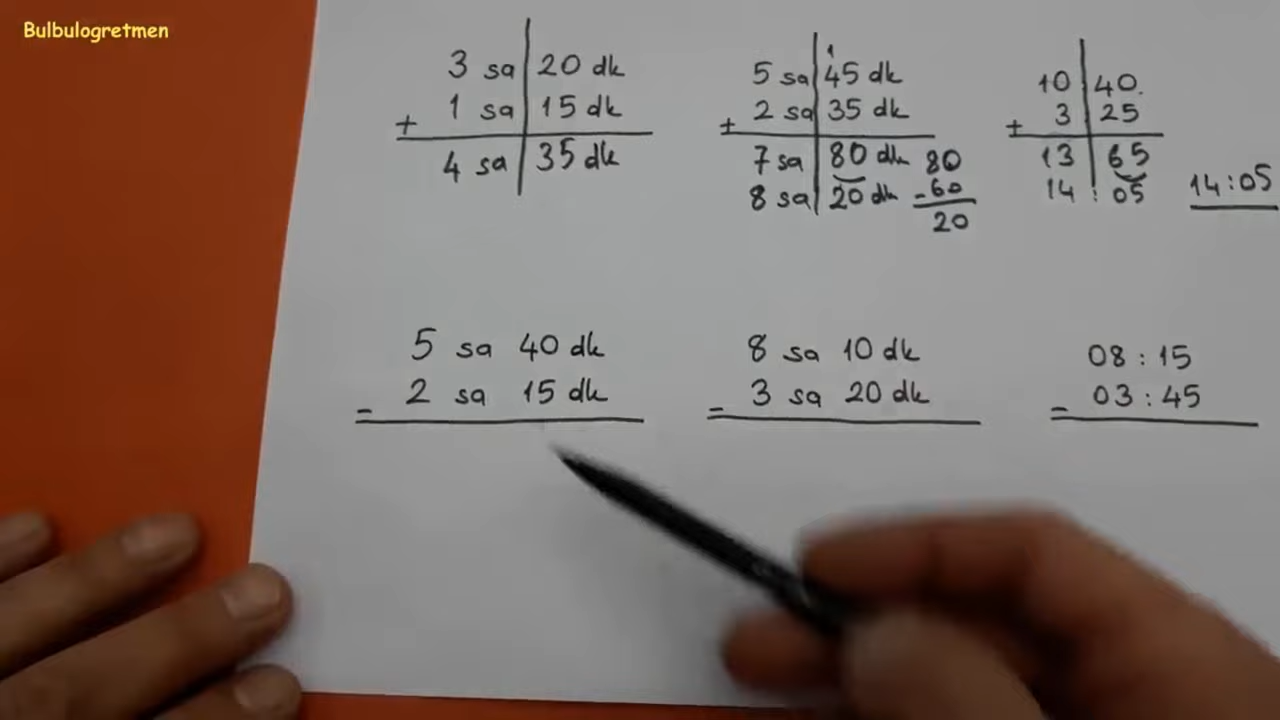 Bulbulogretmen
3 sa 20 dk
1 sa 15 dk
+
4 sa 35 dk
1
5 sa 45 dk
2 sa 35 dk
+
7 sa 80 dk 80
8 sa 20 dk -60
20
10 40.
3 25
+
13 65
14 : 05 14:05
5 sa 40 dk
2 sa 15 dk
-
8 sa 10 dk
3 sa 20 dk
-
08 : 15
03 : 45
-